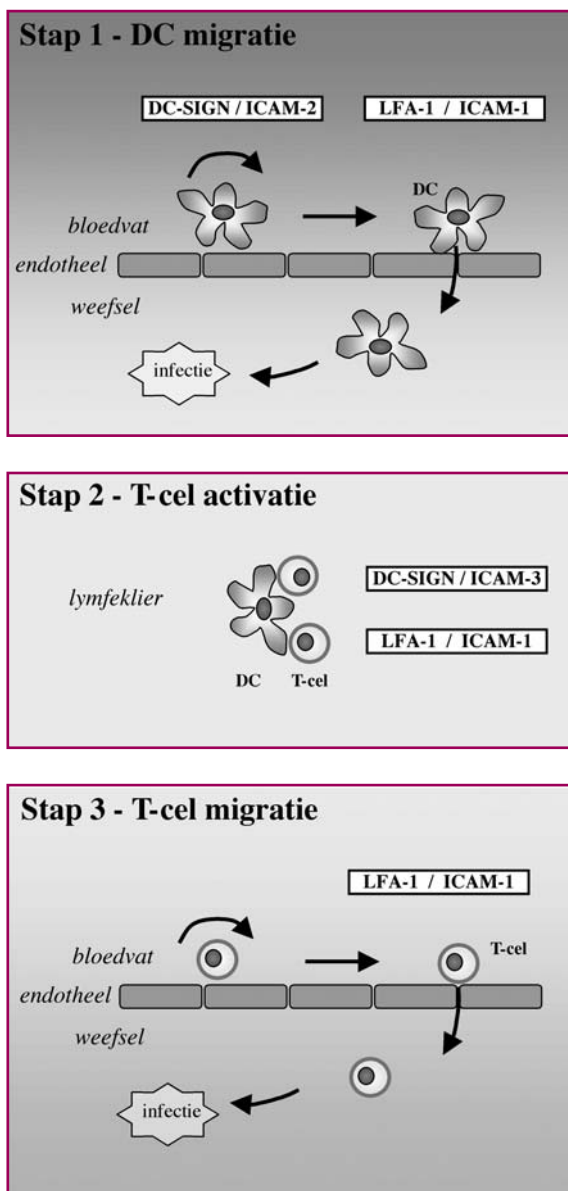 Stap 1 - DC migratie
DC-SIGN / ICAM-2
LFA-1 / ICAM-1
DC
bloedvat
endotheel
weefsel
infectie
Stap 2 - T-cel activatie
lymfeklier
DC-SIGN / ICAM-3
LFA-1 / ICAM-1
DC T-cel
Stap 3 - T-cel migratie
LFA-1 / ICAM-1
bloedvat
T-cel
endotheel
weefsel
infectie